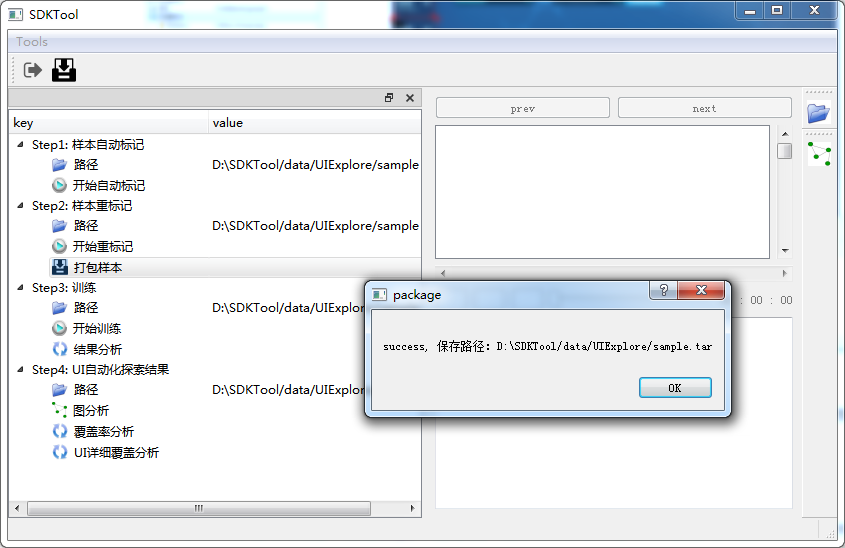 SDKTool
Tools
key value
Step1: 样本自动标记
路径 D:\SDKTool/data/UIExplore/sample
开始自动标记
Step2: 样本重标记
路径 D:\SDKTool/data/UIExplore/sample
开始重标记
打包样本
Step3: 训练
路径 D:\SDKTool/data/UIExplore
开始训练
结果分析
Step4: UI自动化探索结果
路径 D:\SDKTool/data/UIExplore
图分析
覆盖率分析
UI详细覆盖分析
prev next
: 00 : 00
package
success, 保存路径: D:\SDKTool/data/UIExplore/sample.tar
OK